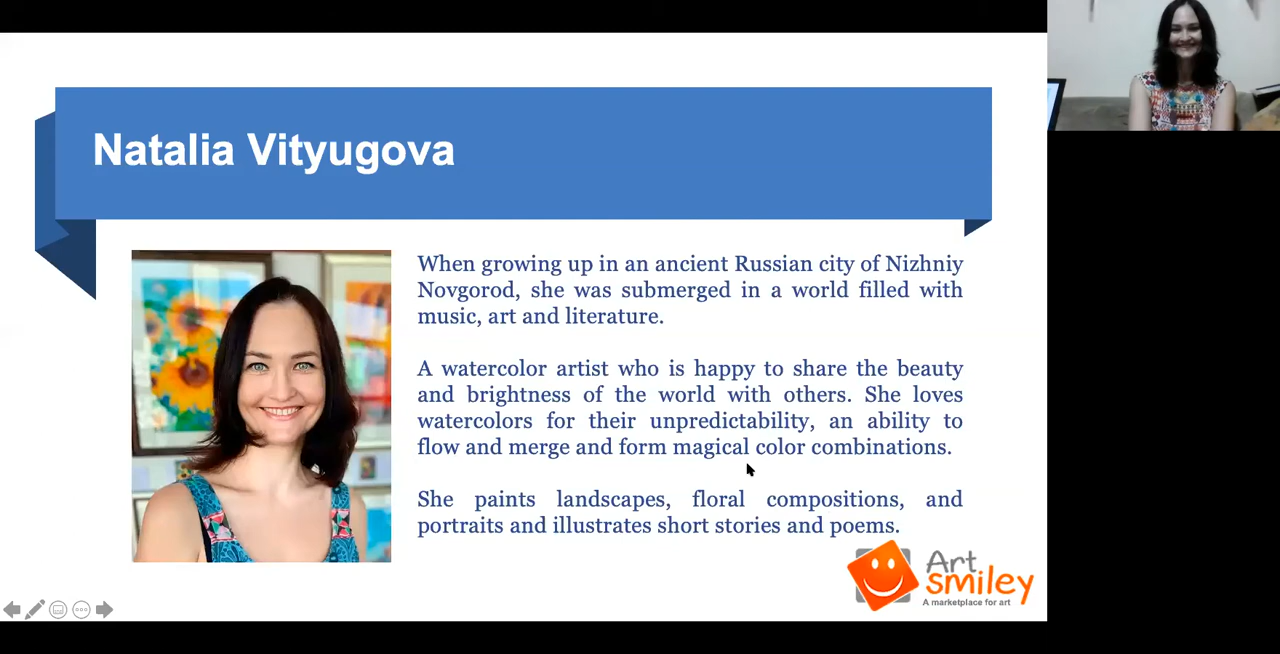 Natalia Vityugova
When growing up in an ancient Russian city of Nizhniy
Novgorod, she was submerged in a world filled with
music, art and literature.
A watercolor artist who is happy to share the beauty
and brightness of the world with others. She loves
watercolors for their unpredictability, an ability to
flow and merge and form magical color combinations.
She paints landscapes, floral compositions, and
portraits and illustrates short stories and poems.
Art
smiley
A marketplace for art